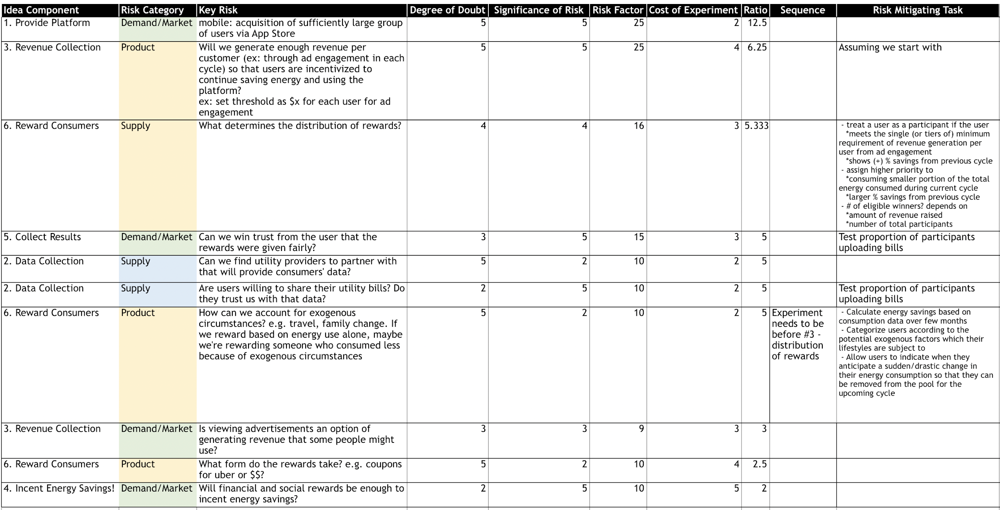 Idea Component Risk Category Key Risk Degree of Doubt Significance of Risk Risk Factor Cost of Experiment Ratio Sequence Risk Mitigating Task
1. Provide Platform Demand/Market mobile: acquisition of sufficiently large group 5 5 25 2 12.5
of users via App Store
3. Revenue Collection Product Will we generate enough revenue per 5 5 25 4 6.25 Assuming we start with
customer (ex: through ad engagement in each
cycle) so that users are incentivized to
continue saving energy and using the
platform?
ex: set threshold as $x for each user for ad
engagement
6. Reward Consumers Supply What determines the distribution of rewards? 4 4 16 3 5.333 - treat a user as a participant if the user
*meets the single (or tiers of) minimum
requirement of revenue generation per
user from ad engagement
*shows (+) % savings from previous cycle
- assign higher priority to
*consuming smaller portion of the total
energy consumed during current cycle
*larger % savings from previous cycle
- # of eligible winners? depends on
*amount of revenue raised
*number of total participants
5. Collect Results Demand/Market Can we win trust from the user that the 3 5 15 3 5 Test proportion of participants
rewards were given fairly? uploading bills
2. Data Collection Supply Can we find utility providers to partner with 5 2 10 2 5
that will provide consumers' data?
2. Data Collection Supply Are users willing to share their utility bills? Do 2 5 10 2 5 Test proportion of participants
they trust us with that data? uploading bills
6. Reward Consumers Product How can we account for exogenous 5 2 10 2 5 Experiment - Calculate energy savings based on
circumstances? e.g. travel, family change. If needs to be consumption data over few months
we reward based on energy use alone, maybe before #3 - - Categorize users according to the
we're rewarding someone who consumed less distribution potential exogenous factors which their
because of exogenous circumstances of rewards lifestyles are subject to
- Allow users to indicate when they
anticipate a sudden/drastic change in
their energy consumption so that they can
be removed from the pool for the
upcoming cycle
3. Revenue Collection Demand/Market Is viewing advertisements an option of 3 3 9 3 3
generating revenue that some people might
use?
6. Reward Consumers Product What form do the rewards take? e.g. coupons 5 2 10 4 2.5
for uber or $$?
4. Incent Energy Savings! Demand/Market Will financial and social rewards be enough to 2 5 10 5 2
incent energy savings?